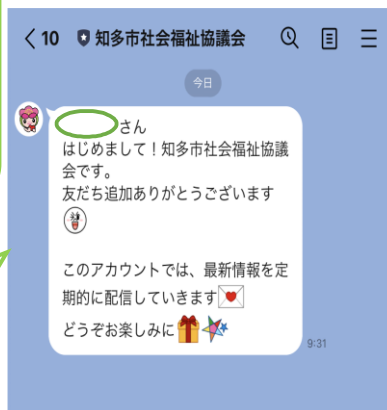 10 知多市社会福祉協議会
今日
さん
はじめまして！知多市社会福祉協議
会です。
友だち追加ありがとうございます
このアカウントでは、最新情報を定
期的に配信していきます💌
どうぞお楽しみに🎁
9:31